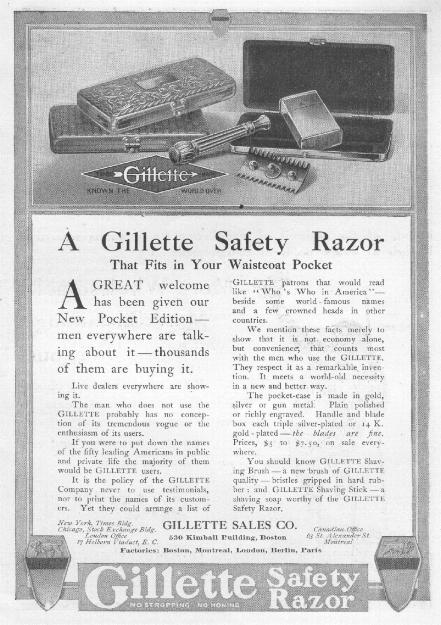 Gillette
KNOWN THE WORLD OVER
A Gillette Safety Razor
That Fits in Your Waistcoat Pocket
A GREAT welcome
has been given our
New Pocket Edition—
men everywhere are talk-
ing about it—thousands
of them are buying it.
Live dealers everywhere are show-
ing it.
The man who does not use the
GILLETTE probably has no concep-
tion of its tremendous vogue or the
enthusiasm of its users.
If you were to put down the names
of the fifty leading Americans in public
and private life the majority of them
would be GILLETTE users.
It is the policy of the GILLETTE
Company never to use testimonials,
nor to print the names of its custom-
ers. Yet they could arrange a list of
GILLETTE patrons that would read
like "Who's Who in America"—
beside some world-famous names
and a few crowned heads in other
countries.
We mention these facts merely to
show that it is not economy alone,
but convenience, that counts most
with the men who use the GILLETTE.
They respect it as a remarkable inven-
tion. It meets a world-old necessity
in a new and better way.
The pocket-case is made in gold,
silver or gun metal. Plain polished
or richly engraved. Handle and blade
box each triple silver-plated or 14 K.
gold-plated—the blades are fine.
Prices, $5 to $7.50, on sale every-
where.
You should know GILLETTE Shav-
ing Brush—a new brush of GILLETTE
quality—bristles gripped in hard rub-
ber: and GILLETTE Shaving Stick—a
shaving soap worthy of the GILLETTE
Safety Razor.
New York, Times Bldg.
Chicago, Stock Exchange Bldg.
London Office
17 Holborn Viaduct, E. C.
GILLETTE SALES CO.
530 Kimball Building, Boston
Canadian Office
63 St. Alexander St.
Montreal
Factories: Boston, Montreal, London, Berlin, Paris
Gillette Safety
Razor
NO STROPPING NO HONING